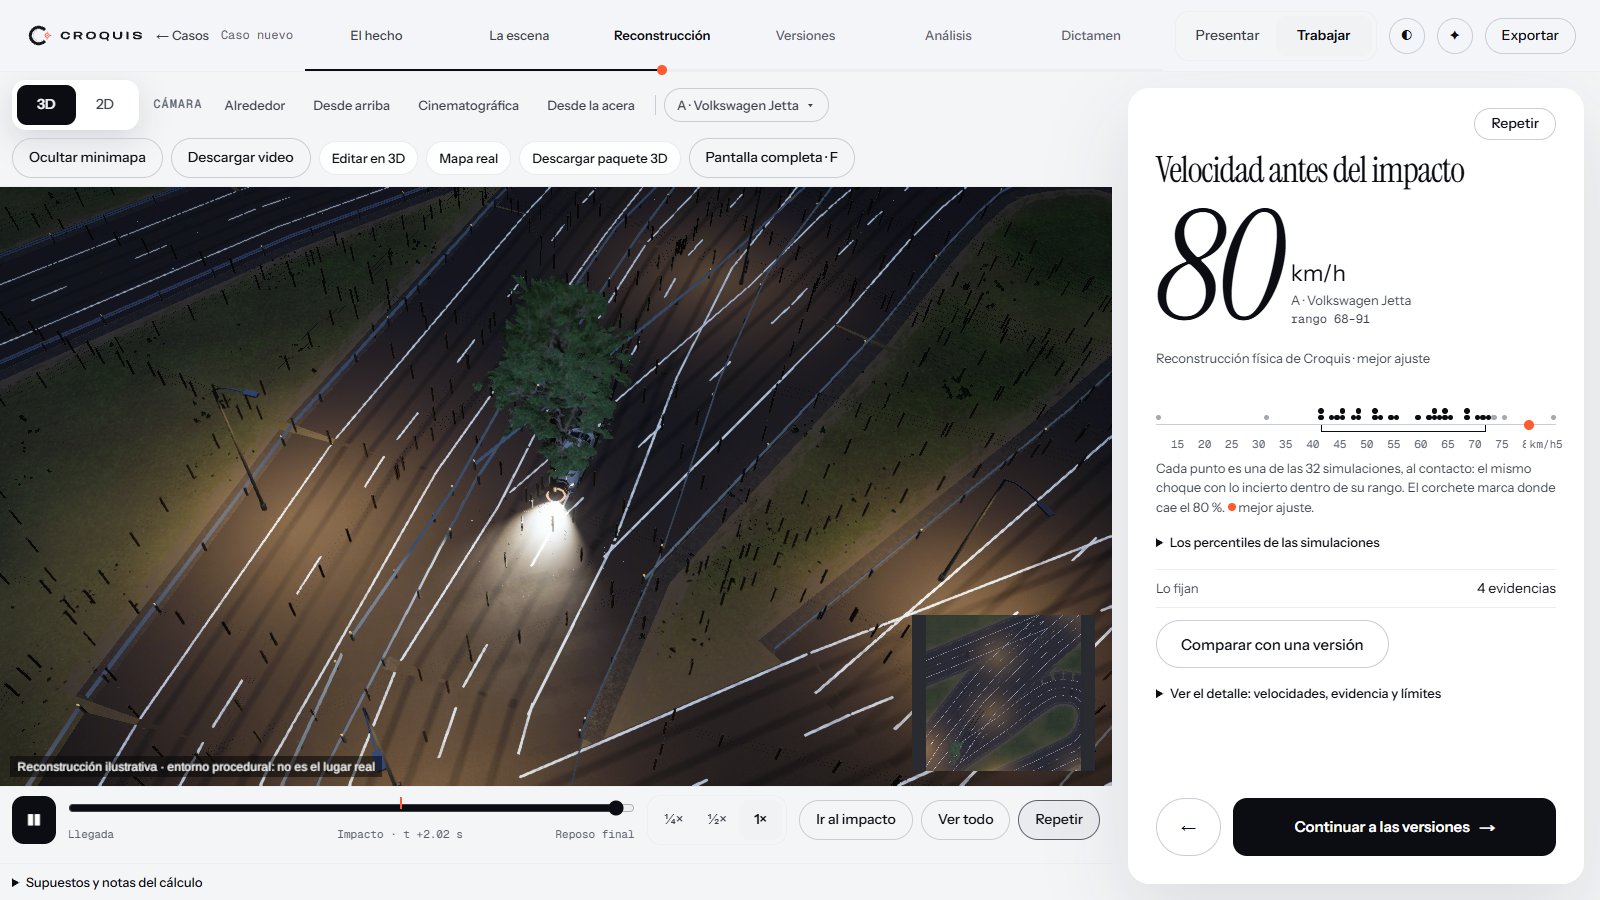 CROQUIS ← Casos Caso nuevo El hecho La escena Reconstrucción Versiones Análisis Dictamen Presentar Trabajar Exportar
3D 2D CÁMARA Alrededor Desde arriba Cinematográfica Desde la acera A · Volkswagen Jetta
Ocultar minimapa Descargar video Editar en 3D Mapa real Descargar paquete 3D Pantalla completa · F
Reconstrucción ilustrativa - entorno procedural: no es el lugar real
Llegada Impacto · t +2.02 s Reposo final
¼× ½× 1× Ir al impacto Ver todo Repetir
Supuestos y notas del cálculo
Repetir
Velocidad antes del impacto
80 km/h
A · Volkswagen Jetta
rango 68–91
Reconstrucción física de Croquis · mejor ajuste
15 20 25 30 35 40 45 50 55 60 65 70 75 km/h
Cada punto es una de las 32 simulaciones, al contacto: el mismo
choque con lo incierto dentro de su rango. El corchete marca donde
cae el 80 %. mejor ajuste.
Los percentiles de las simulaciones
Lo fijan 4 evidencias
Comparar con una versión
Ver el detalle: velocidades, evidencia y límites
← Continuar a las versiones →